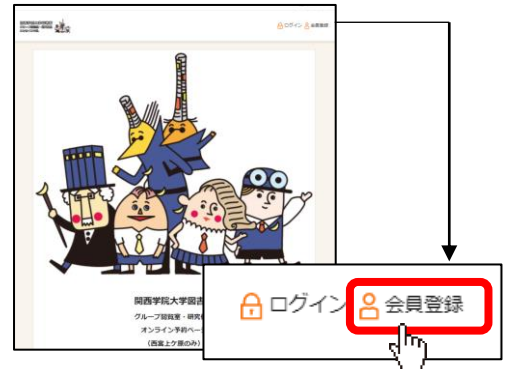 ログイン 会員登録
関西学院大学図書
グループ閲覧室・研究
オンライン予約ペー
(西宮上ケ原のみ)
ログイン 会員登録